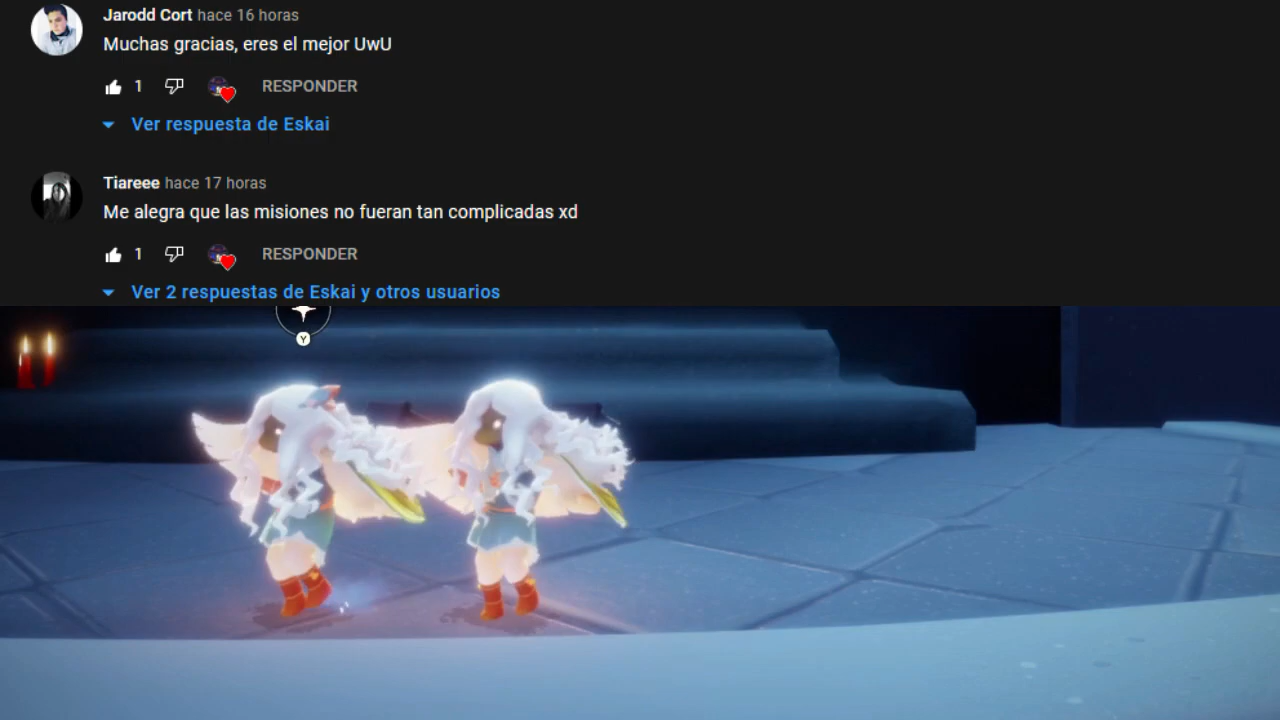 Jarodd Cort hace 16 horas
Muchas gracias, eres el mejor UwU
1 RESPONDER
Ver respuesta de Eskai
Tiareee hace 17 horas
Me alegra que las misiones no fueran tan complicadas xd
1 RESPONDER
Ver 2 respuestas de Eskai y otros usuarios
Y